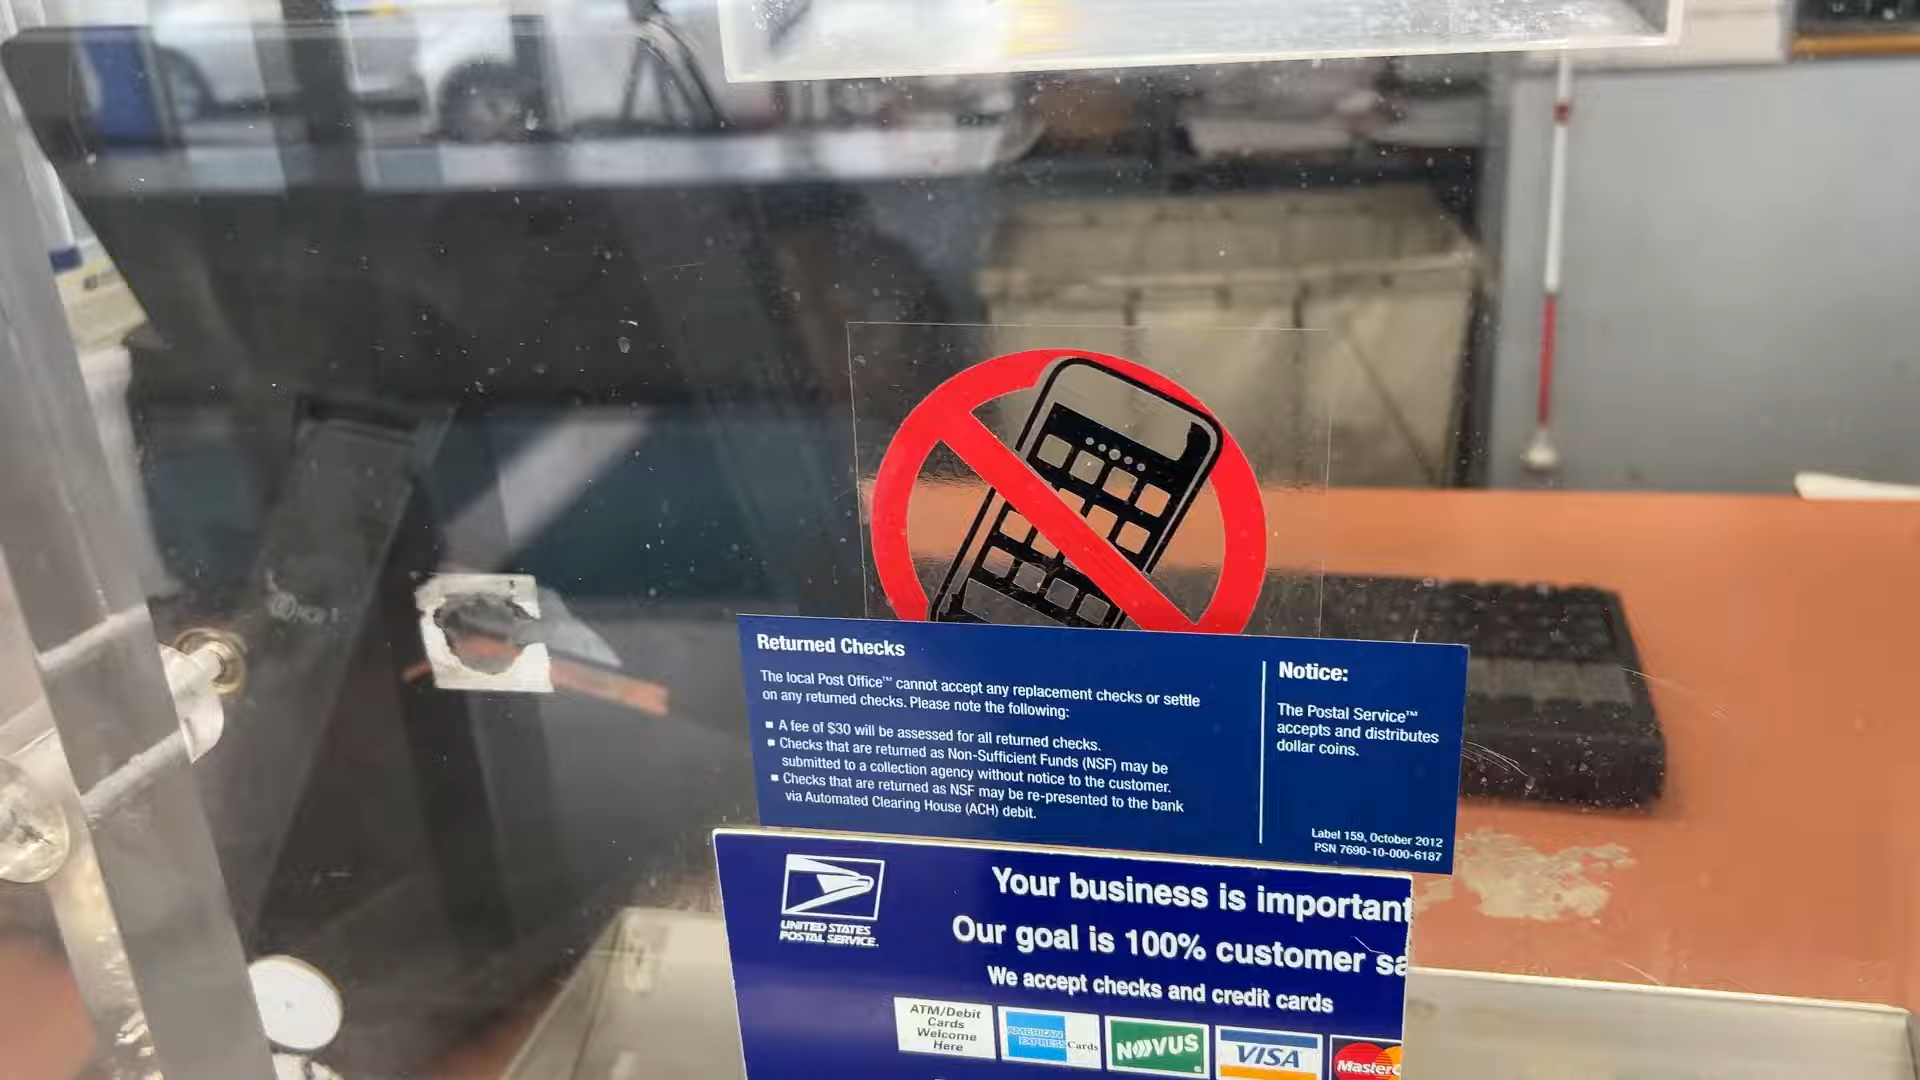 Returned Checks
The local Post Office™ cannot accept any replacement checks or settle
on any returned checks. Please note the following:
■ A fee of $30 will be assessed for all returned checks.
■ Checks that are returned as Non-Sufficient Funds (NSF) may be
submitted to a collection agency without notice to the customer.
■ Checks that are returned as NSF may be re-presented to the bank
via Automated Clearing House (ACH) debit.
Notice:
The Postal Service™
accepts and distributes
dollar coins.
Label 159, October 2012
PSN 7690-10-000-6187
UNITED STATES
POSTAL SERVICE.
Your business is important
Our goal is 100% customer sa
We accept checks and credit cards
ATM/Debit
Cards
Welcome
Here
AMERICAN
EXPRESS Cards
NOVUS
VISA
MasterC
NCR